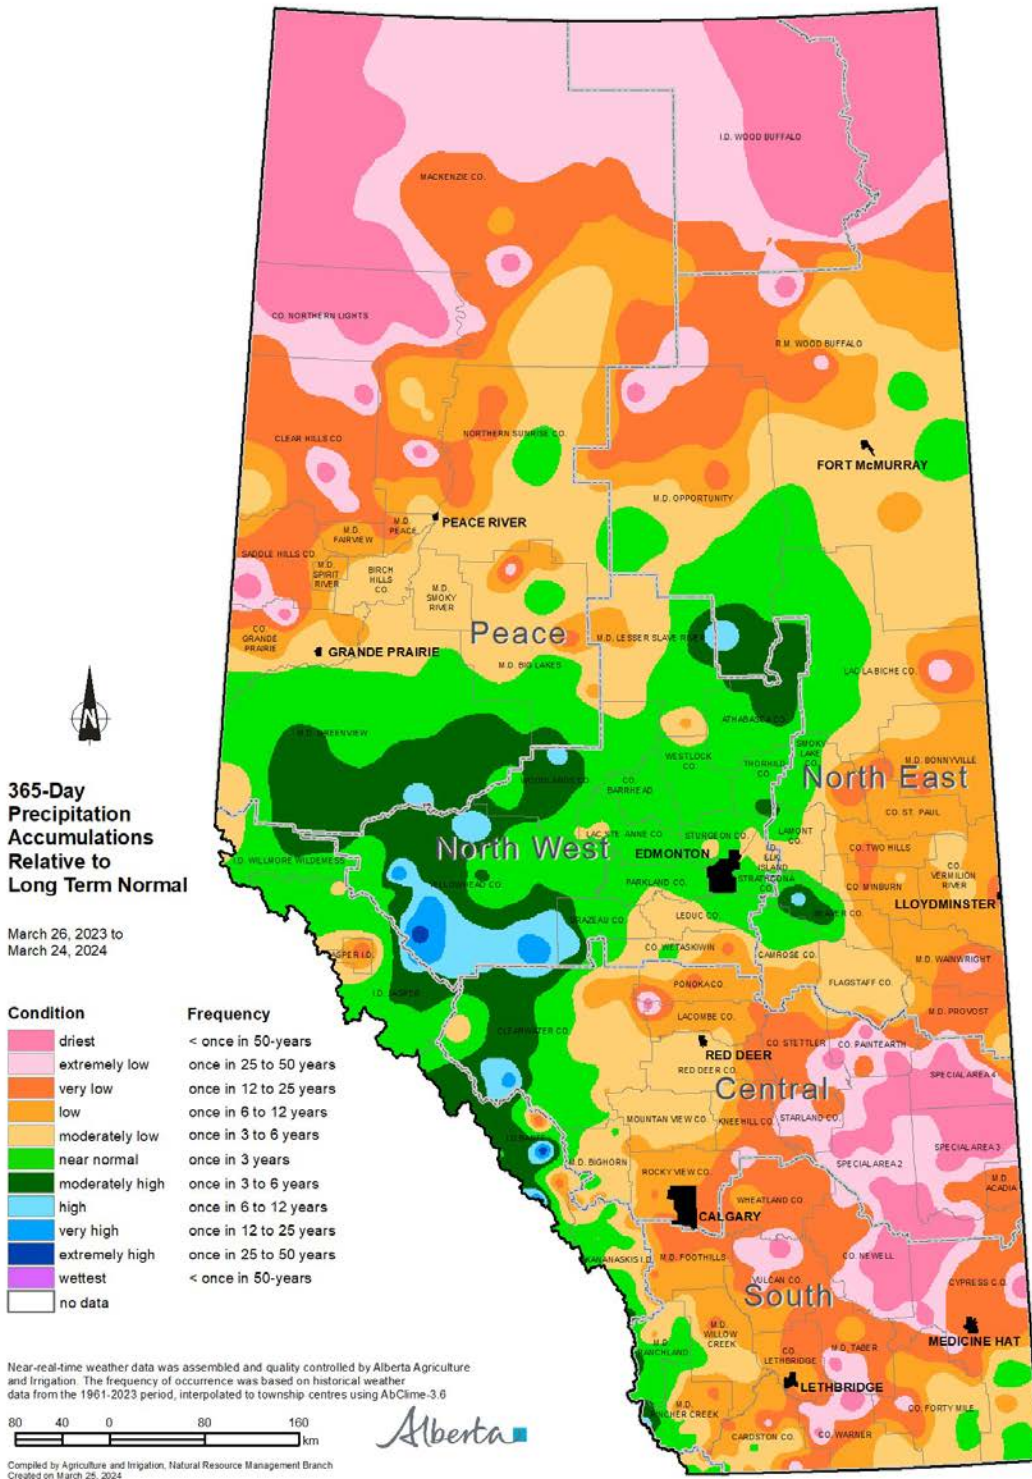 I.D. WOOD BUFFALO
MACKENZIE CO.
CO. NORTHERN LIGHTS
R.M. WOOD BUFFALO
CLEAR HILLS CO.
NORTHERN SUNRISE CO.
FORT McMURRAY
M.D. OPPORTUNITY
M.D.
PEACE
PEACE RIVER
M.D.
FAIRVIEW
SADDLE HILLS CO.
M.D.
SPIRIT
RIVER
BIRCH
HILLS
CO.
M.D.
SMOKY
RIVER
Peace
M.D. LESSER SLAVE RIVER
CO.
GRANDE
PRAIRIE
GRANDE PRAIRIE
M.D. BIG LAKES
LAC LA BICHE CO.
N
M.D. GREENVIEW
ATHABASCA CO.
SMOKY
LAKE
CO.
WESTLOCK
CO.
THORHILD
CO.
M.D. BONNYVILLE
North East
WOODLANDS CO.
CO.
BARRHEAD
CO. ST. PAUL
365-Day
Precipitation
Accumulations
Relative to
Long Term Normal
LAC STE. ANNE CO.
STURGEON CO.
LAMONT
CO.
North West
EDMONTON
CO. TWO HILLS
I.D. WILLMORE WILDERNESS
I.D.
ELK
ISLAND
STRATHCONA
CO.
CO.
VERMILION
RIVER
YELLOWHEAD CO.
PARKLAND CO.
CO. MINBURN
LLOYDMINSTER
BRAZEAU CO.
LEDUC CO.
BEAVER CO.
March 26, 2023 to
March 24, 2024
JASPER I.D.
CO. WETASKIWIN
CAMROSE CO.
M.D. WAINWRIGHT
FLAGSTAFF CO.
PONOKA CO.
I.D. JASPER
M.D. PROVOST
LACOMBE CO.
CLEARWATER CO.
RED DEER
CO. STETTLER
CO. PAINTEARTH
RED DEER CO.
SPECIAL AREA 4
Central
MOUNTAIN VIEW CO.
KNEEHILL CO.
STARLAND CO.
I.D. BANFF
SPECIAL AREA 3
M.D. BIGHORN
ROCKY VIEW CO.
SPECIAL AREA 2
M.D.
ACADIA
WHEATLAND CO.
CALGARY
KANANASKIS I.D.
M.D. FOOTHILLS
CO. NEWELL
VULCAN CO.
CYPRESS CO.
South
M.D.
WILLOW
CREEK
MEDICINE HAT
M.D.
RANCHLAND
CO.
LETHBRIDGE
M.D. TABER
LETHBRIDGE
M.D.
PINCHER CREEK
CO. FORTY MILE
CARDSTON CO.
CO. WARNER
Condition Frequency
driest < once in 50-years
extremely low once in 25 to 50 years
very low once in 12 to 25 years
low once in 6 to 12 years
moderately low once in 3 to 6 years
near normal once in 3 years
moderately high once in 3 to 6 years
high once in 6 to 12 years
very high once in 12 to 25 years
extremely high once in 25 to 50 years
wettest < once in 50-years
no data
Near-real-time weather data was assembled and quality controlled by Alberta Agriculture
and Irrigation. The frequency of occurrence was based on historical weather
data from the 1961-2023 period, interpolated to township centres using AbClime-3.6
80 40 0 80 160
km
Alberta
Compiled by Agriculture and Irrigation, Natural Resource Management Branch
Created on March 25, 2024